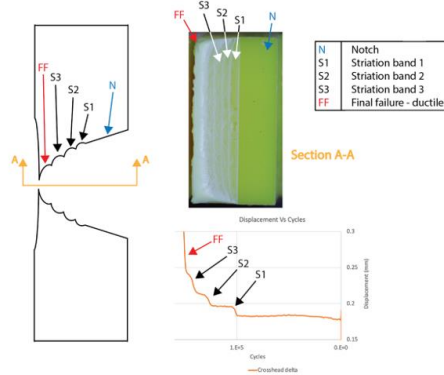 FF
S3
S2
S1
N
A
A
FF
S3
S2
S1
N
N Notch
S1 Striation band 1
S2 Striation band 2
S3 Striation band 3
FF Final failure - ductile
Section A-A
Displacement Vs Cycles
FF
S3
S2
S1
0.3
0.25
0.2
0.15
Displacement (mm)
1.E+5
0.E+0
Cycles
Crosshead delta